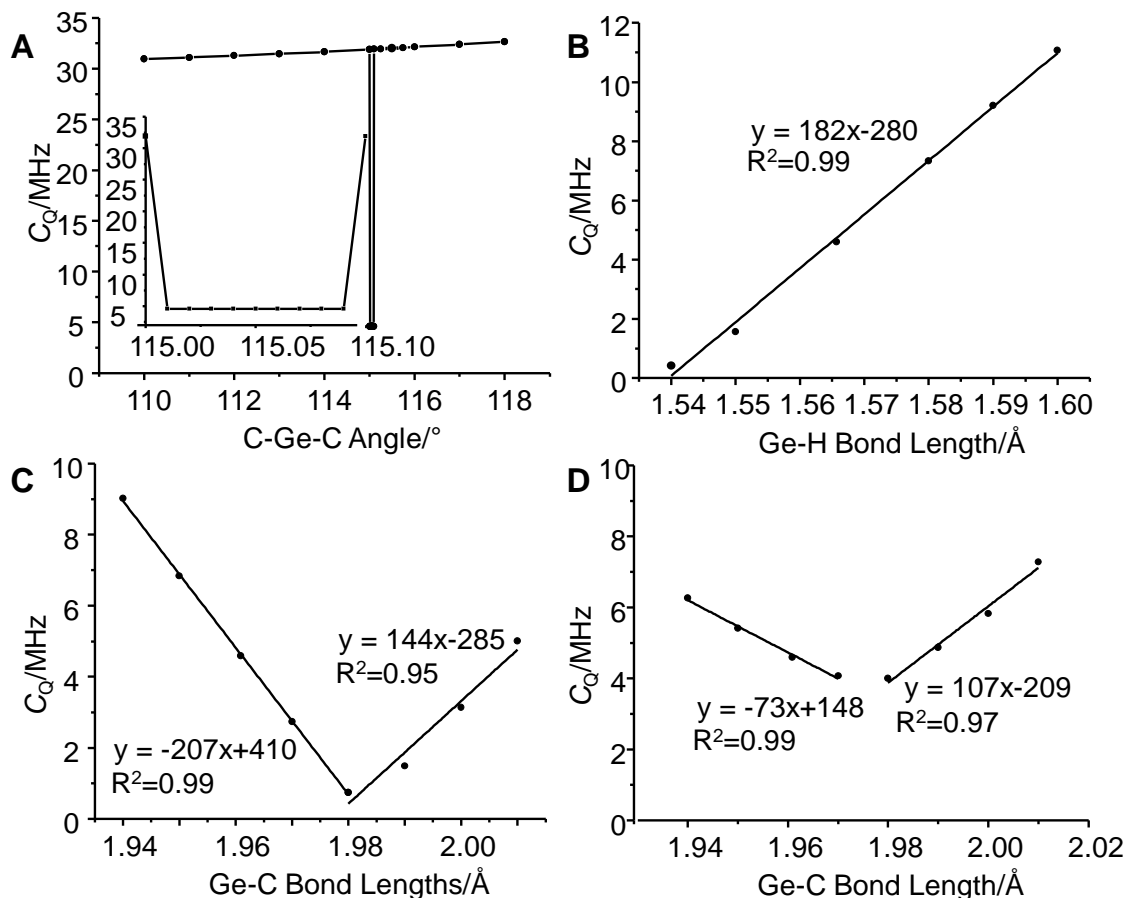 A
C_Q/MHz
35
30
25
20
15
10
5
0
35
30
25
20
15
10
5
115.00 115.05 115.10
110 112 114 116 118
C-Ge-C Angle/°
B
C_Q/MHz
12
10
8
6
4
2
0
y = 182x-280
R²=0.99
1.54 1.55 1.56 1.57 1.58 1.59 1.60
Ge-H Bond Length/Å
C
C_Q/MHz
10
8
6
4
2
0
y = 144x-285
R²=0.95
y = -207x+410
R²=0.99
1.94 1.96 1.98 2.00
Ge-C Bond Lengths/Å
D
C_Q/MHz
10
8
6
4
2
0
y = -73x+148
R²=0.99
y = 107x-209
R²=0.97
1.94 1.96 1.98 2.00 2.02
Ge-C Bond Length/Å